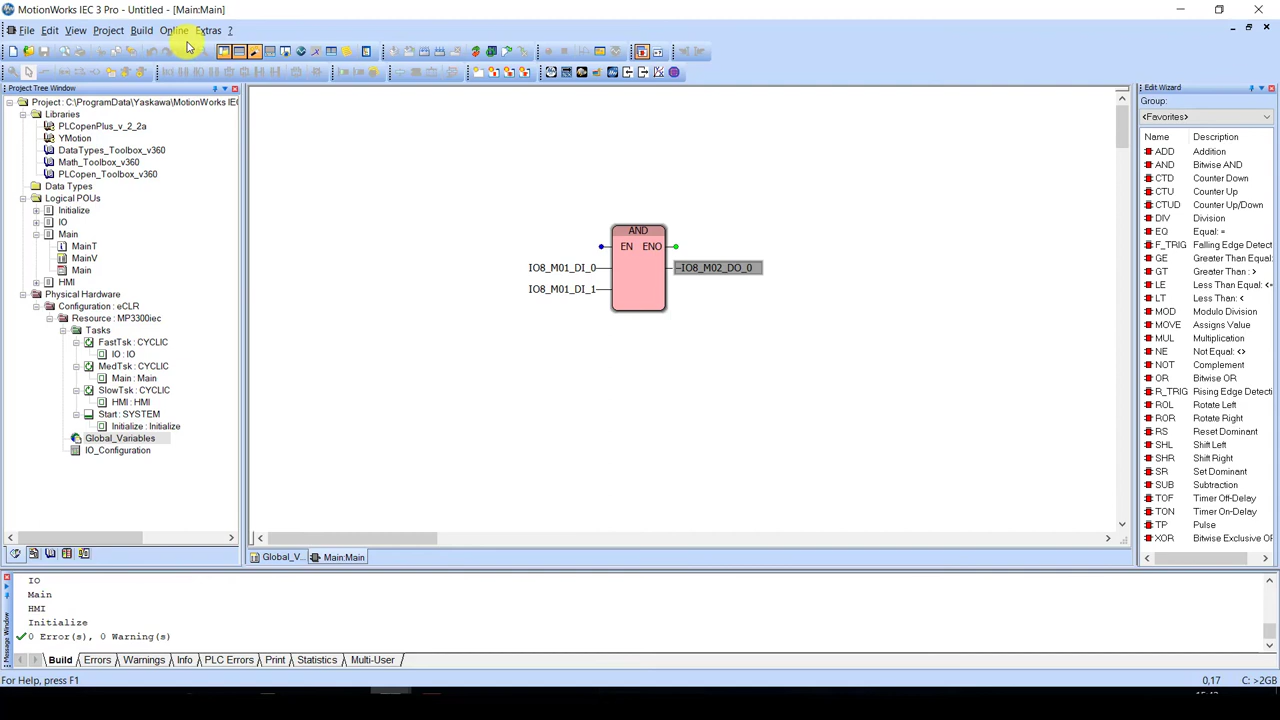 MotionWorks IEC 3 Pro - Untitled - [Main:Main]
File Edit View Project Build Online Extras ?
Project Tree Window
Project : C:\ProgramData\Yaskawa\MotionWorks IEC
Libraries
PLCopenPlus_v_2_2a
YMotion
DataTypes_Toolbox_v360
Math_Toolbox_v360
PLCopen_Toolbox_v360
Data Types
Logical POUs
Initialize
IO
Main
MainT
MainV
Main
HMI
Physical Hardware
Configuration : eCLR
Resource : MP3300iec
Tasks
FastTsk : CYCLIC
IO : IO
MedTsk : CYCLIC
Main : Main
SlowTsk : CYCLIC
HMI : HMI
Start : SYSTEM
Initialize : Initialize
Global_Variables
IO_Configuration
AND
EN ENO
IO8_M01_DI_0 IO8_M02_DO_0
IO8_M01_DI_1
Global_V... Main:Main
Edit Wizard
Group:
<Favorites>
Name Description
ADD Addition
AND Bitwise AND
CTD Counter Down
CTU Counter Up
CTUD Counter Up/Down
DIV Division
EQ Equal: =
F_TRIG Falling Edge Detect
GE Greater Than Equal
GT Greater Than : >
LE Less Than Equal: <=
LT Less Than: <
MOD Modulo Division
MOVE Assigns Value
MUL Multiplication
NE Not Equal: <>
NOT Complement
OR Bitwise OR
R_TRIG Rising Edge Detecti
ROL Rotate Left
ROR Rotate Right
RS Reset Dominant
SHL Shift Left
SHR Shift Right
SR Set Dominant
SUB Subtraction
TOF Timer Off-Delay
TON Timer On-Delay
TP Pulse
XOR Bitwise Exclusive OR
Message Window
IO
Main
HMI
Initialize
0 Error(s), 0 Warning(s)
Build Errors Warnings Info PLC Errors Print Statistics Multi-User
For Help, press F1 0,17 C: >2GB